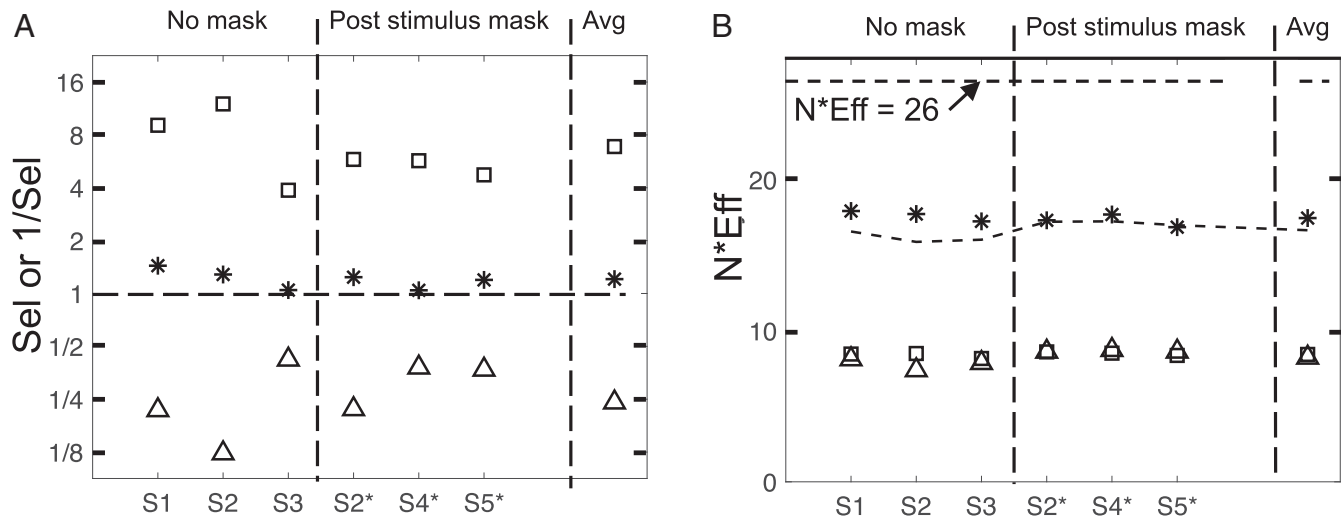 A
No mask
Post stimulus mask
Avg
Sel or 1/Sel
16
8
4
2
1
1/2
1/4
1/8
S1
S2
S3
S2*
S4*
S5*
B
No mask
Post stimulus mask
Avg
N*Eff
N*Eff = 26
20
10
0
S1
S2
S3
S2*
S4*
S5*